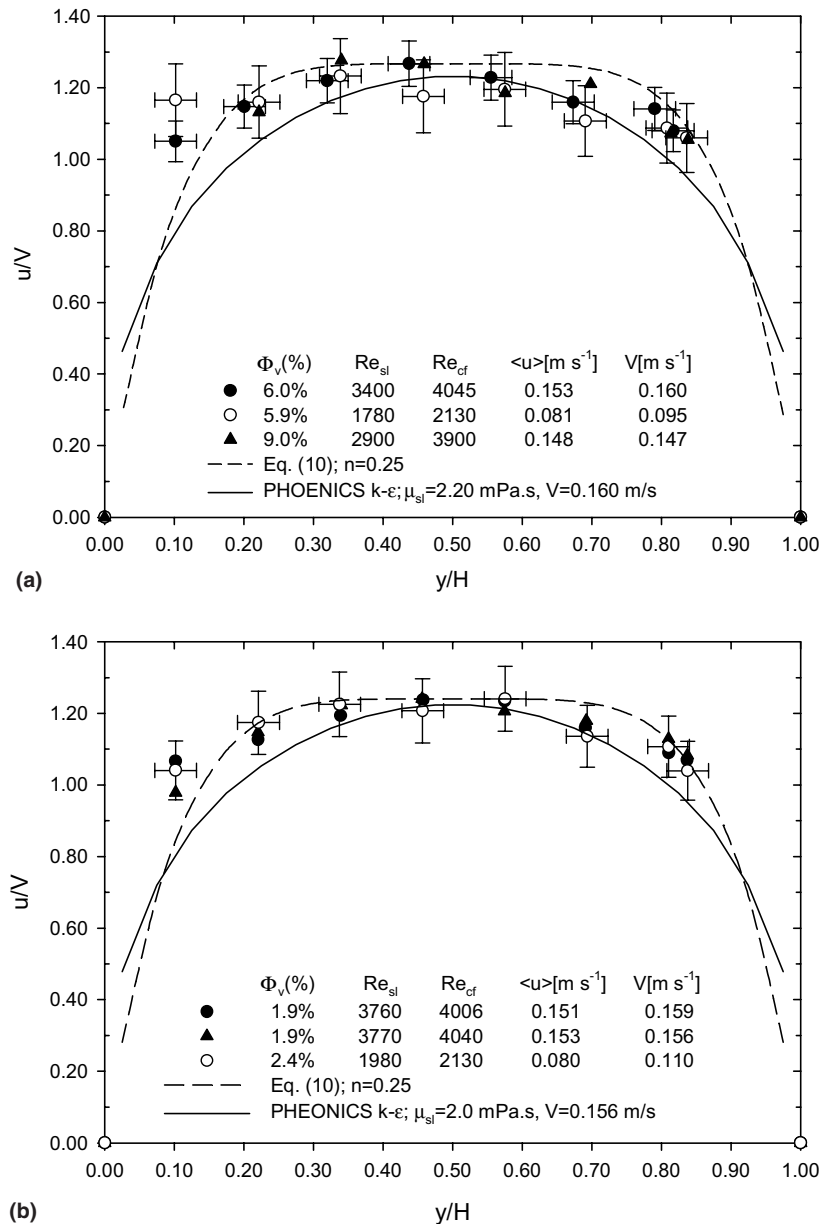 1.40
1.20
1.00
0.80
0.60
0.40
0.20
0.00
u/V
Φv(%) Resl Recf <u>[m s-1] V[m s-1]
6.0% 3400 4045 0.153 0.160
5.9% 1780 2130 0.081 0.095
9.0% 2900 3900 0.148 0.147
Eq. (10); n=0.25
PHOENICS k-ε; μsl=2.20 mPa.s, V=0.160 m/s
0.00 0.10 0.20 0.30 0.40 0.50 0.60 0.70 0.80 0.90 1.00
(a)
y/H
1.40
1.20
1.00
0.80
0.60
0.40
0.20
0.00
u/V
Φv(%) Resl Recf <u>[m s-1] V[m s-1]
1.9% 3760 4006 0.151 0.159
1.9% 3770 4040 0.153 0.156
2.4% 1980 2130 0.080 0.110
Eq. (10); n=0.25
PHEONICS k-ε; μsl=2.0 mPa.s, V=0.156 m/s
0.00 0.10 0.20 0.30 0.40 0.50 0.60 0.70 0.80 0.90 1.00
(b)
y/H